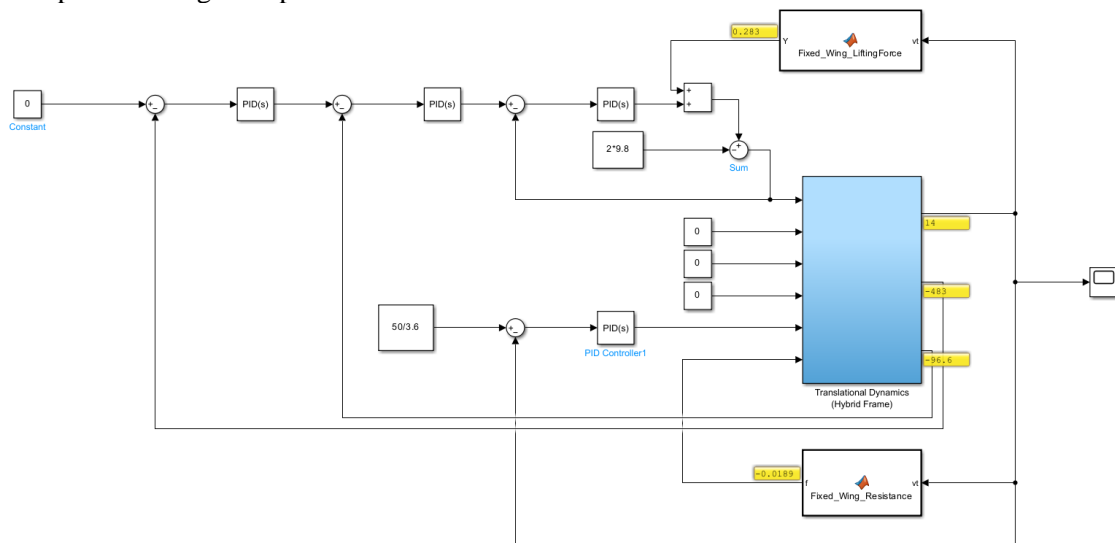 0.283
Y
vt
Fixed_Wing_LiftingForce
0
Constant
PID(s)
PID(s)
PID(s)
2*9.8
Sum
14
0
0
0
-483
50/3.6
PID(s)
PID Controller1
-96.6
Translational Dynamics
(Hybrid Frame)
-0.0189
f
vt
Fixed_Wing_Resistance